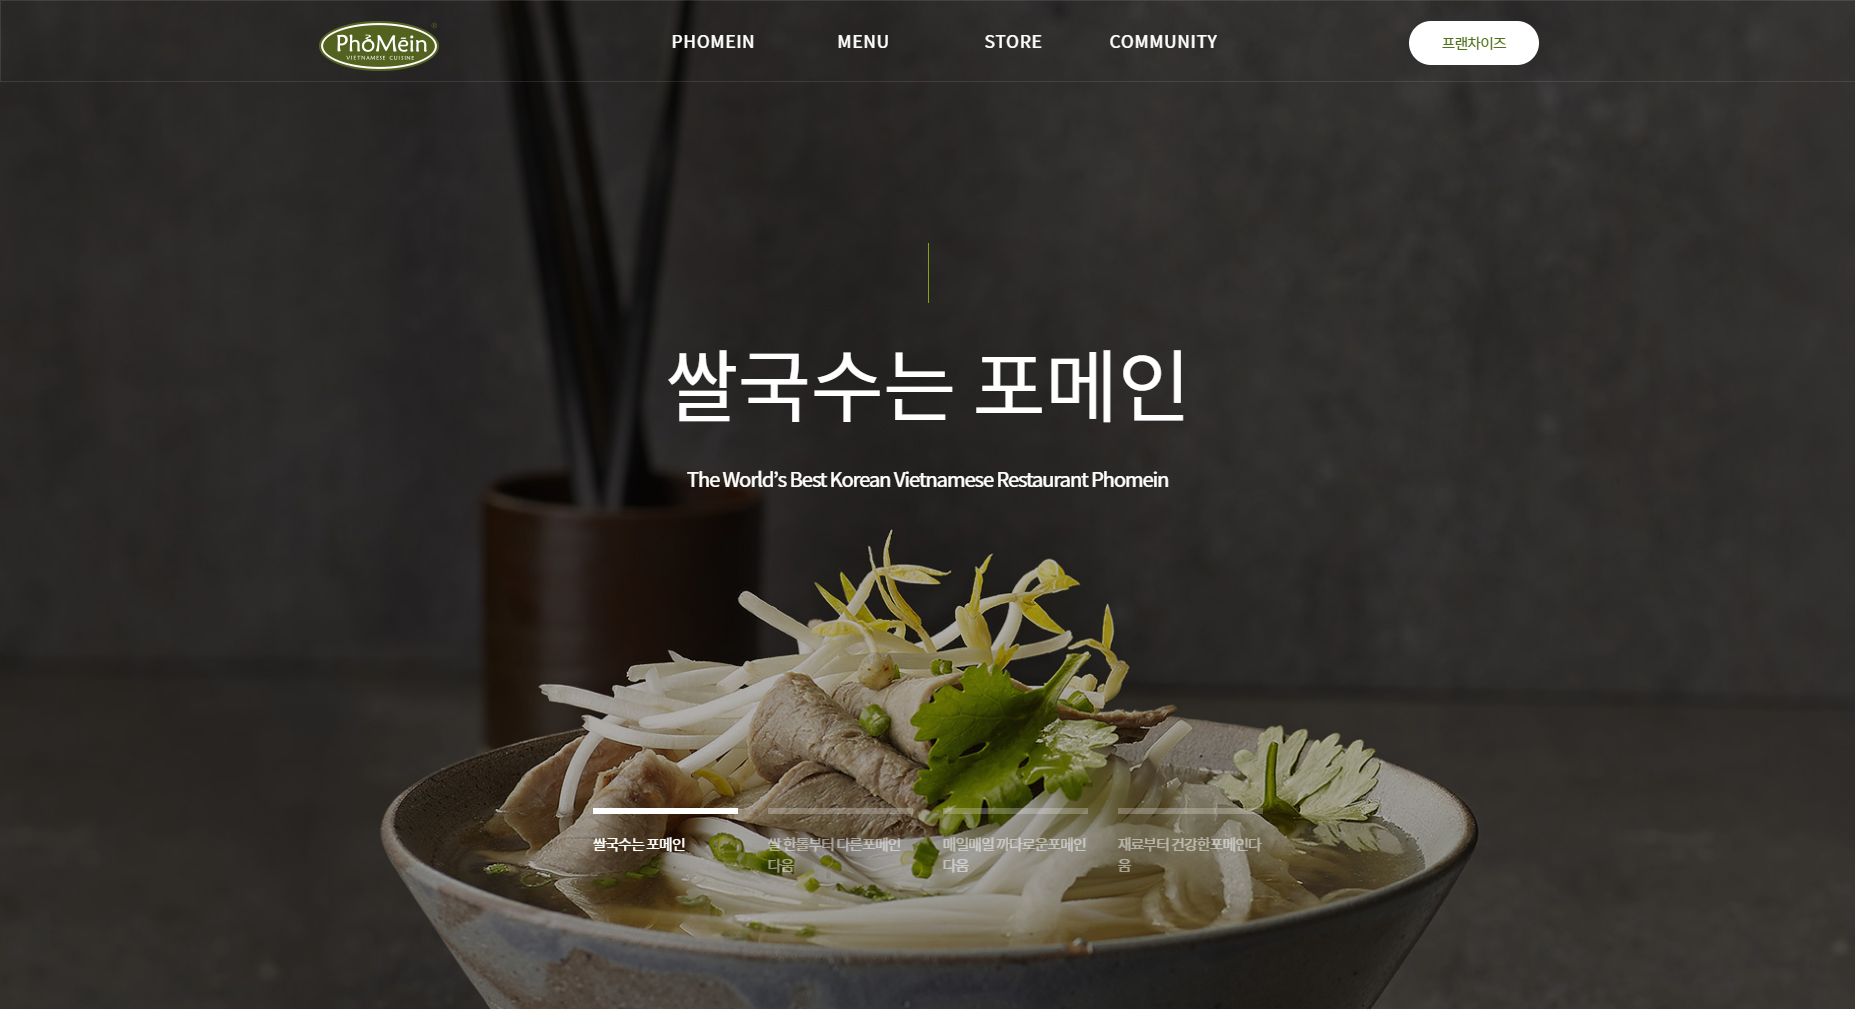 PhỏMēin
VIETNAMESE CUISINE
PHOMEIN
MENU
STORE
COMMUNITY
프랜차이즈
쌀국수는 포메인
The World’s Best Korean Vietnamese Restaurant Phomein
쌀국수는 포메인
쌀 한톨부터 다른포메인
다움
매일매일 까다로운포메인
다움
재료부터 건강한포메인다
움